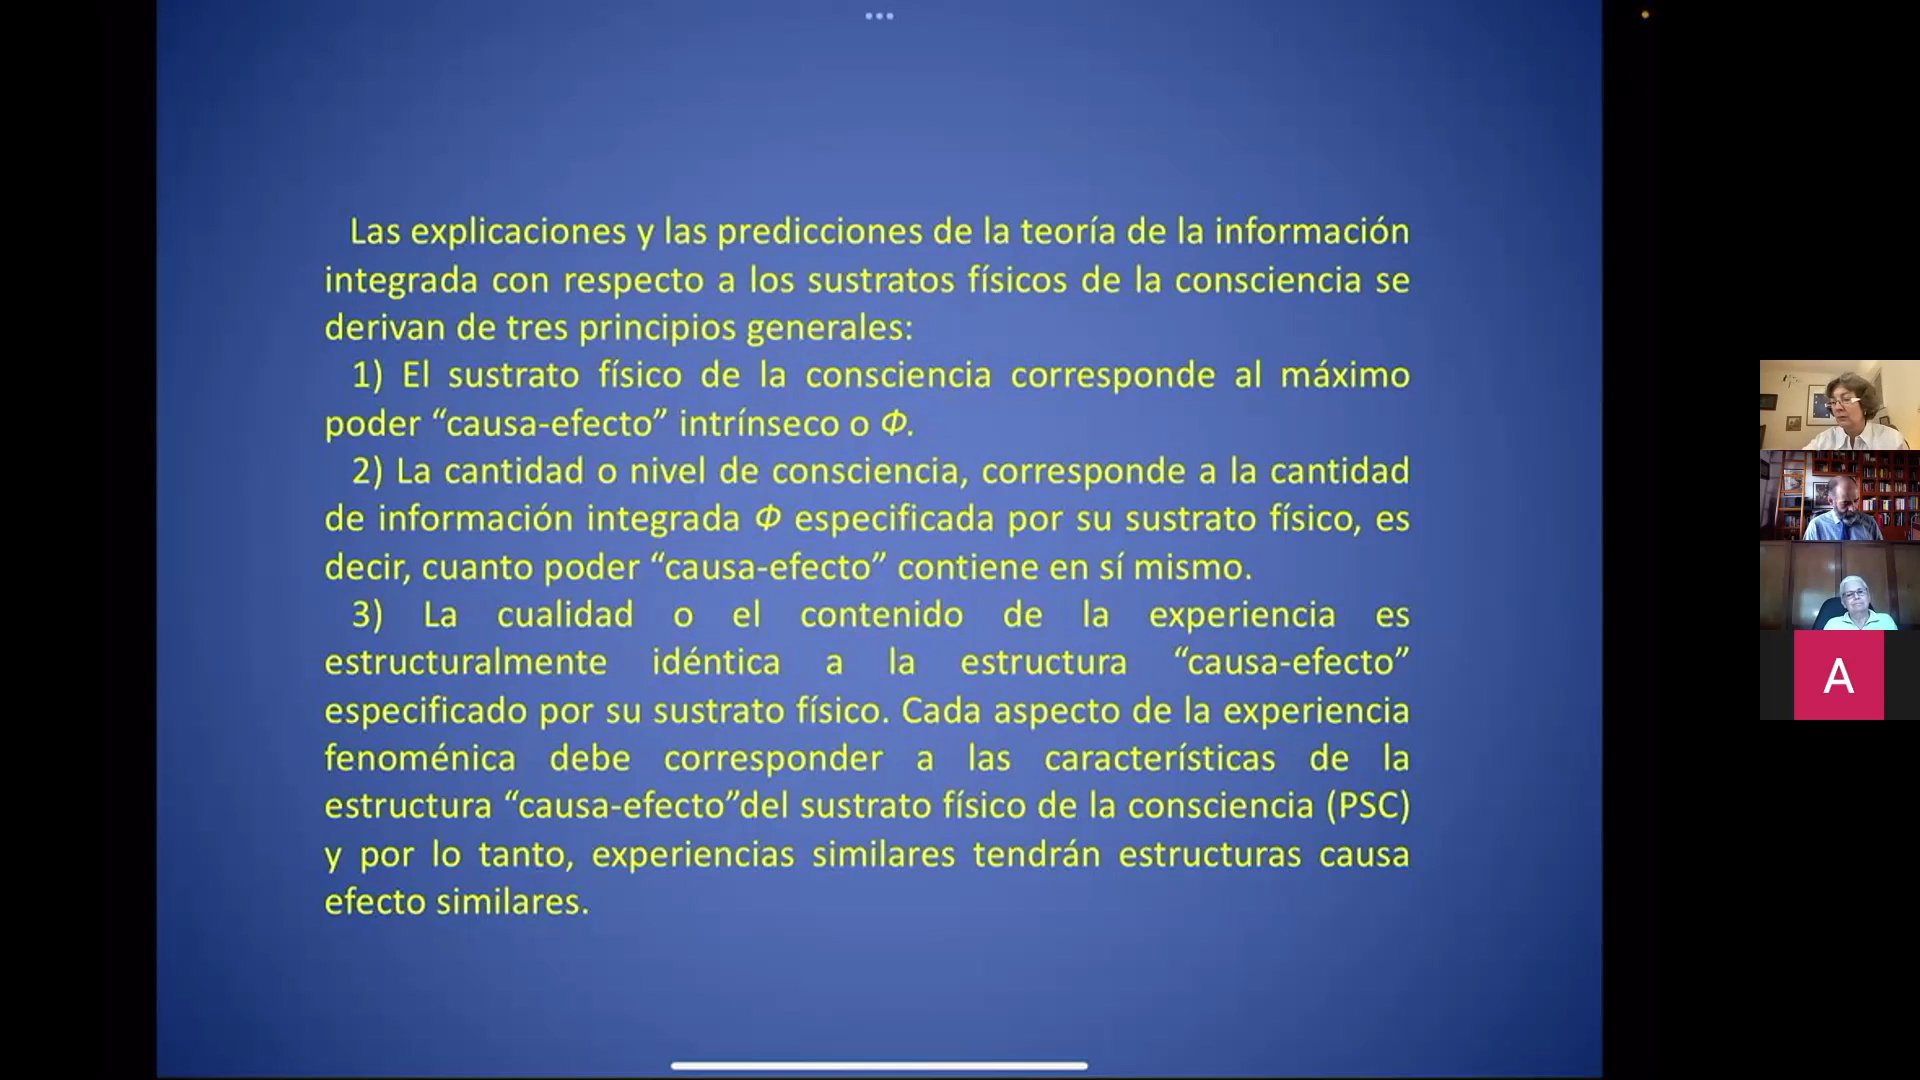 Las explicaciones y las predicciones de la teoría de la información
integrada con respecto a los sustratos físicos de la consciencia se
derivan de tres principios generales:
1) El sustrato físico de la consciencia corresponde al máximo
poder “causa-efecto” intrínseco o Φ.
2) La cantidad o nivel de consciencia, corresponde a la cantidad
de información integrada Φ especificada por su sustrato físico, es
decir, cuanto poder “causa-efecto” contiene en sí mismo.
3) La cualidad o el contenido de la experiencia es
estructuralmente idéntica a la estructura “causa-efecto”
especificado por su sustrato físico. Cada aspecto de la experiencia
fenoménica debe corresponder a las características de la
estructura “causa-efecto”del sustrato físico de la consciencia (PSC)
y por lo tanto, experiencias similares tendrán estructuras causa
efecto similares.
A